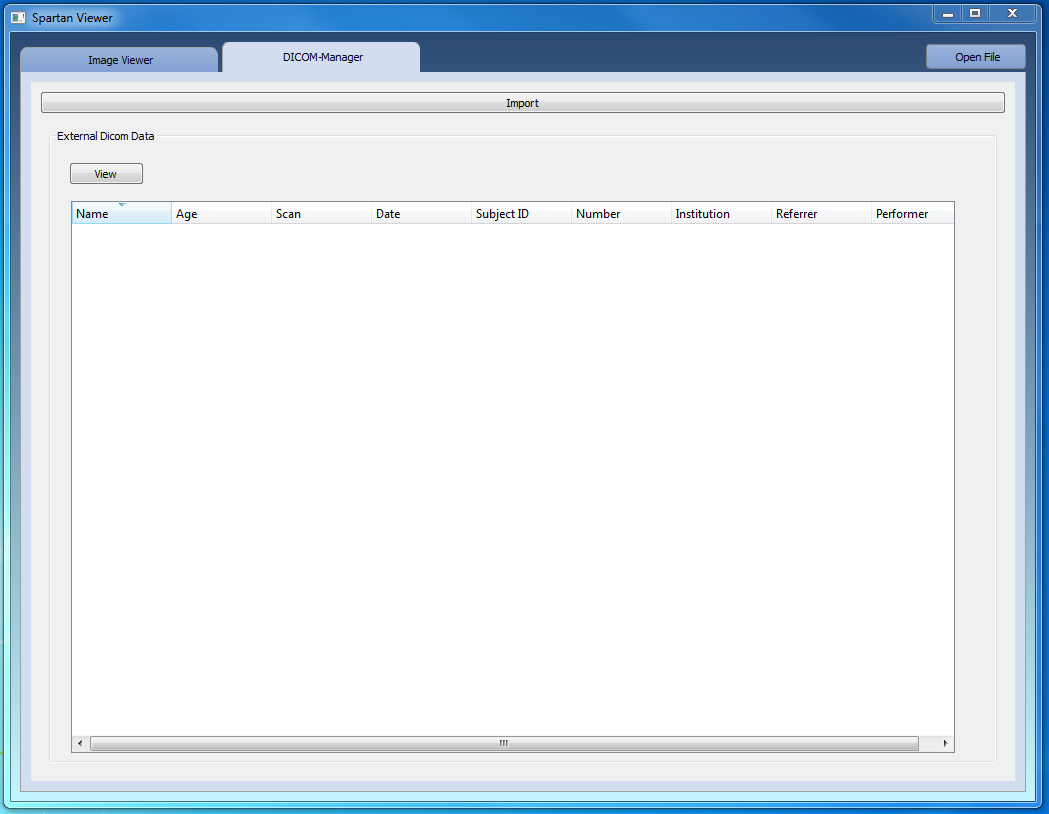 Spartan Viewer
Image Viewer
DICOM-Manager
Open File
Import
External Dicom Data
View
Name Age Scan Date Subject ID Number Institution Referrer Performer